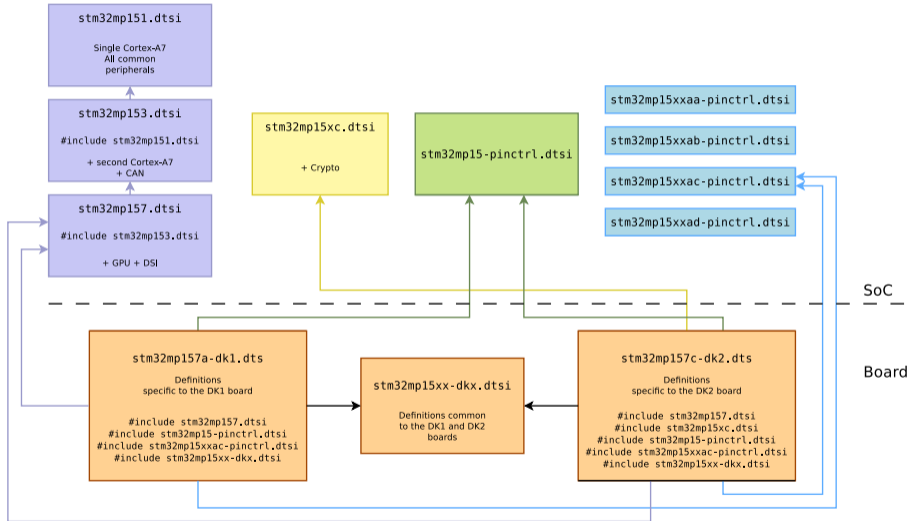 stm32mp151.dtsi
Single Cortex-A7
All common
peripherals
stm32mp153.dtsi
#include stm32mp151.dtsi
+ second Cortex-A7
+ CAN
stm32mp157.dtsi
#include stm32mp153.dtsi
+ GPU + DSI
stm32mp15xc.dtsi
+ Crypto
stm32mp15-pinctrl.dtsi
stm32mp15xxaa-pinctrl.dtsi
stm32mp15xxab-pinctrl.dtsi
stm32mp15xxac-pinctrl.dtsi
stm32mp15xxad-pinctrl.dtsi
SoC
Board
stm32mp157a-dk1.dts
Definitions
specific to the DK1 board
#include stm32mp157.dtsi
#include stm32mp15-pinctrl.dtsi
#include stm32mp15xxac-pinctrl.dtsi
#include stm32mp15xx-dkx.dtsi
stm32mp15xx-dkx.dtsi
Definitions common
to the DK1 and DK2
boards
stm32mp157c-dk2.dts
Definitions
specific to the DK2 board
#include stm32mp157.dtsi
#include stm32mp15xc.dtsi
#include stm32mp15-pinctrl.dtsi
#include stm32mp15xxac-pinctrl.dtsi
#include stm32mp15xx-dkx.dtsi